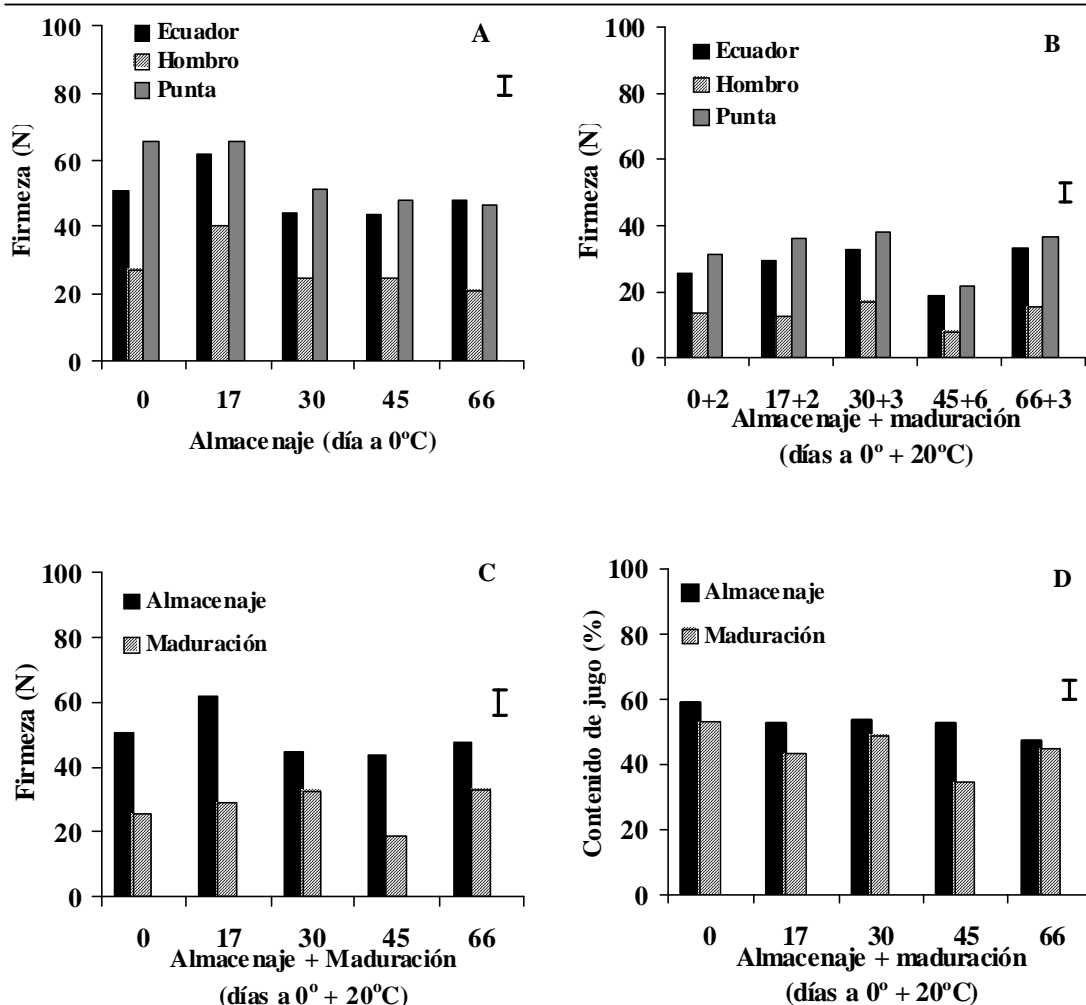 A
Ecuador
Hombro
Punta
Firmeza (N)
100
80
60
40
20
0
0 17 30 45 66
Almacenaje (día a 0ºC)
B
Ecuador
Hombro
Punta
Firmeza (N)
100
80
60
40
20
0
0+2 17+2 30+3 45+6 66+3
Almacenaje + maduración
(días a 0º + 20ºC)
C
Almacenaje
Maduración
Firmeza (N)
100
80
60
40
20
0
0 17 30 45 66
Almacenaje + Maduración
(días a 0º + 20ºC)
D
Almacenaje
Maduración
Contenido de jugo (%)
100
80
60
40
20
0
0 17 30 45 66
Almacenaje + maduración
(días a 0º + 20ºC)